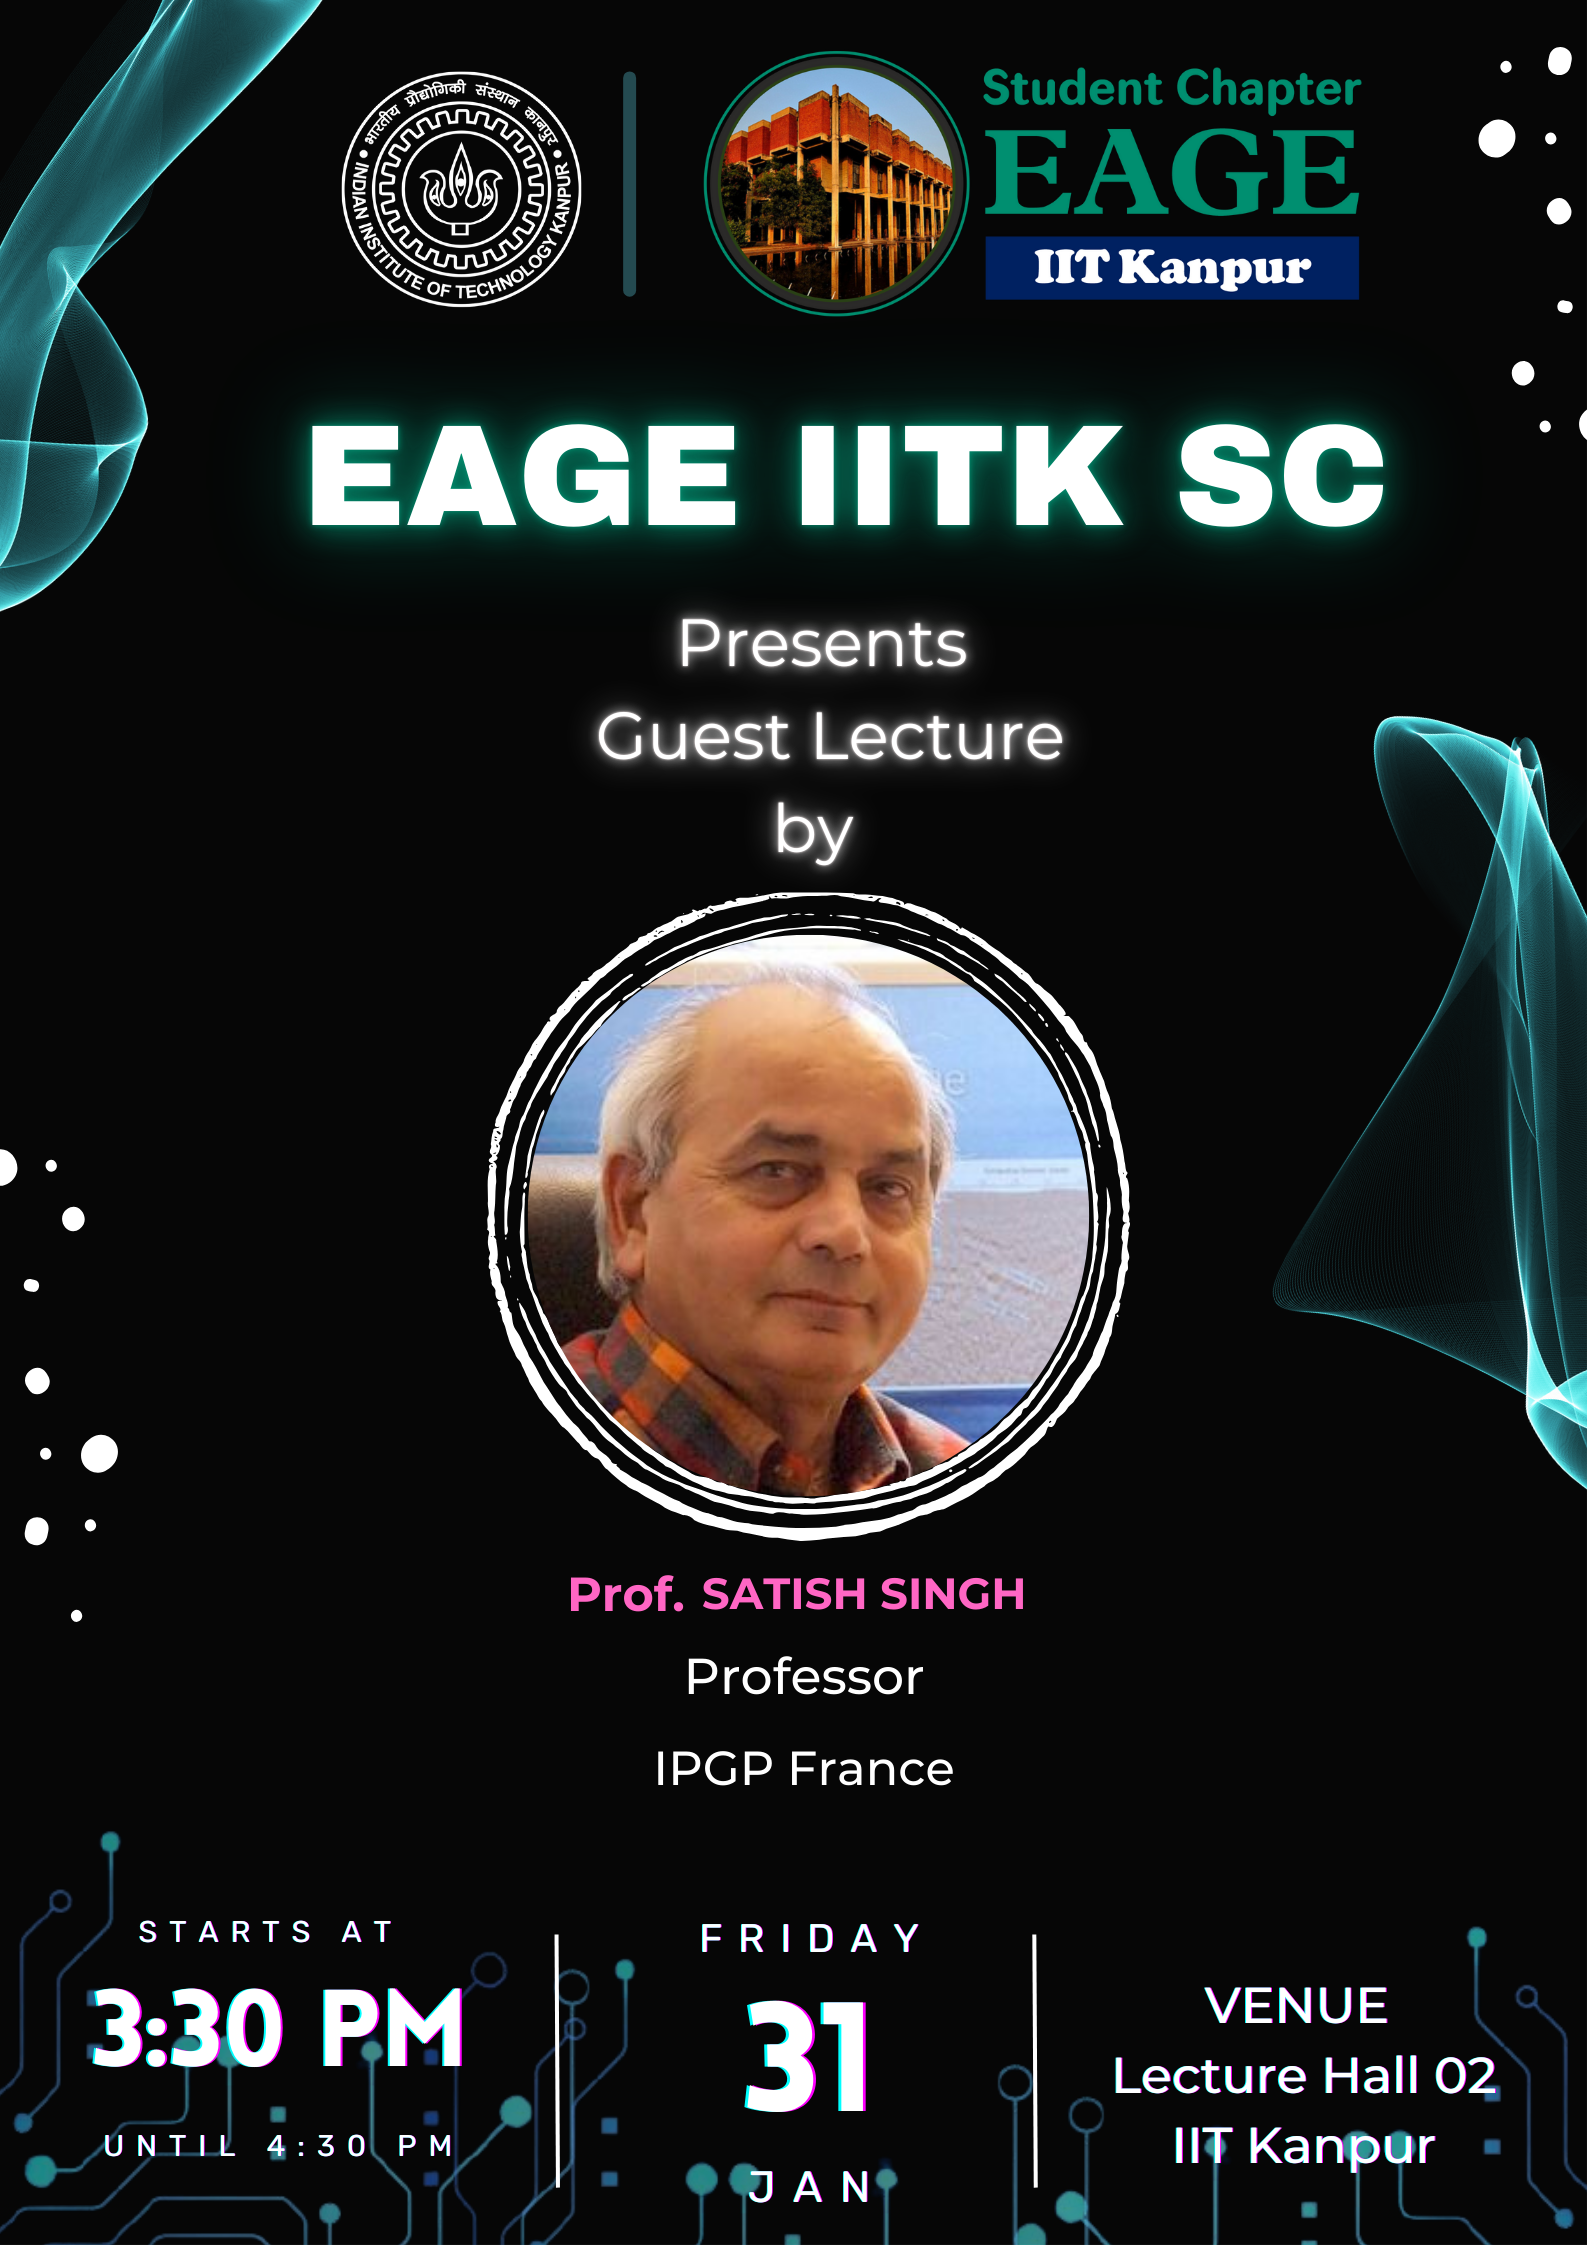 भारतीय प्रौद्योगिकी संस्थान कानपुर
INDIAN INSTITUTE OF TECHNOLOGY KANPUR
Student Chapter
EAGE
IIT Kanpur
EAGE IITK SC
Presents
Guest Lecture
by
Prof. SATISH SINGH
Professor
IPGP France
STARTS AT
3:30 PM
UNTIL 4:30 PM
FRIDAY
31
JAN
VENUE
Lecture Hall 02
IIT Kanpur